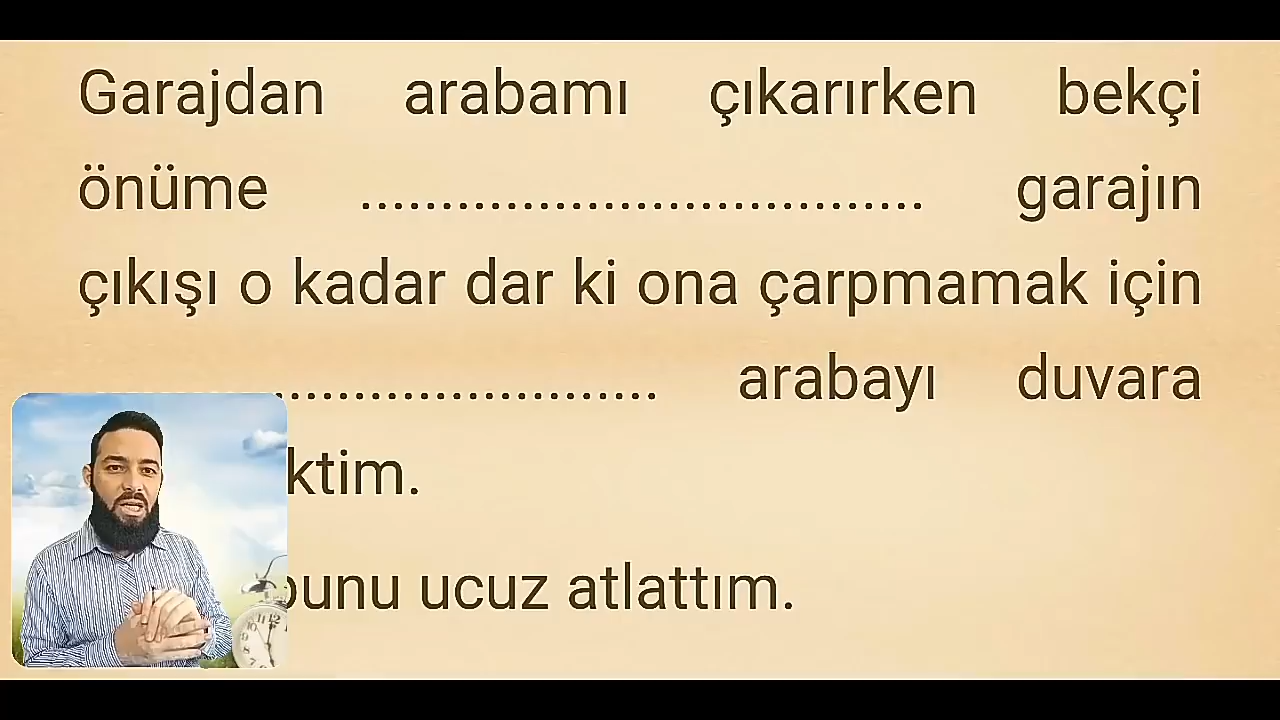 Garajdan arabamı çıkarırken bekçi
önüme ................................... garajın
çıkışı o kadar dar ki ona çarpmamak için
........................ arabayı duvara
ktim.
unu ucuz atlattım.